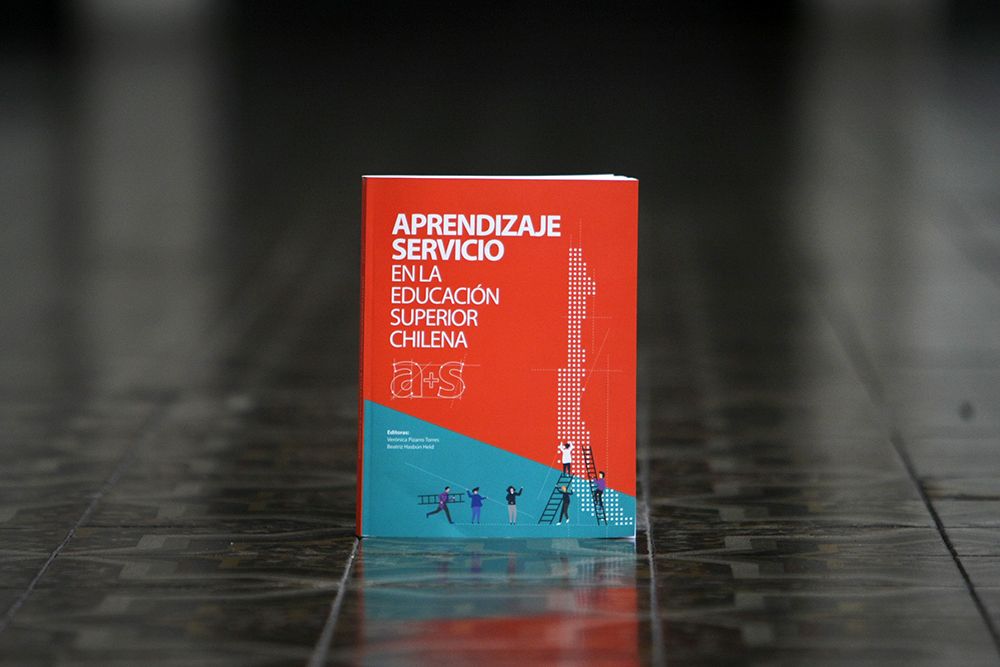 APRENDIZAJE
SERVICIO
EN LA
EDUCACIÓN
SUPERIOR
CHILENA
a+s
Editoras:
Verónica Pizarro Torres
Beatriz Hasbún Held